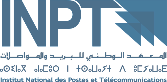 INPT
المعهد الوطني للبريد والمواصلات
Institut National des Postes et Télécommunications